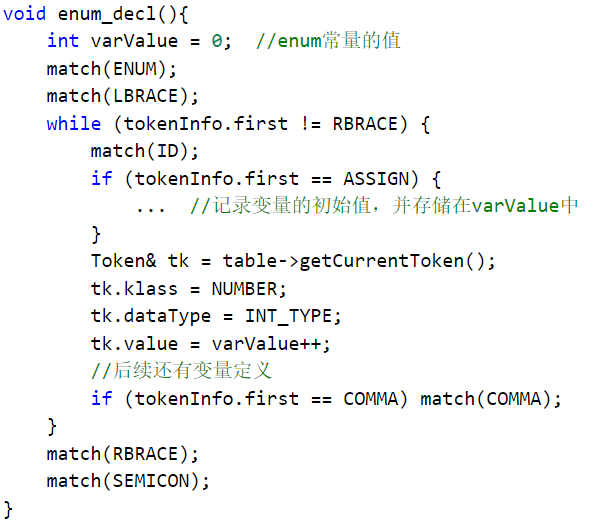 void enum_decl(){
    int varValue = 0;  //enum常量的值
    match(ENUM);
    match(LBRACE);
    while (tokenInfo.first != RBRACE) {
        match(ID);
        if (tokenInfo.first == ASSIGN) {
            ...  //记录变量的初始值，并存储在varValue中
        }
        Token& tk = table->getCurrentToken();
        tk.klass = NUMBER;
        tk.dataType = INT_TYPE;
        tk.value = varValue++;
        //后续还有变量定义
        if (tokenInfo.first == COMMA) match(COMMA);
    }
    match(RBRACE);
    match(SEMICON);
}